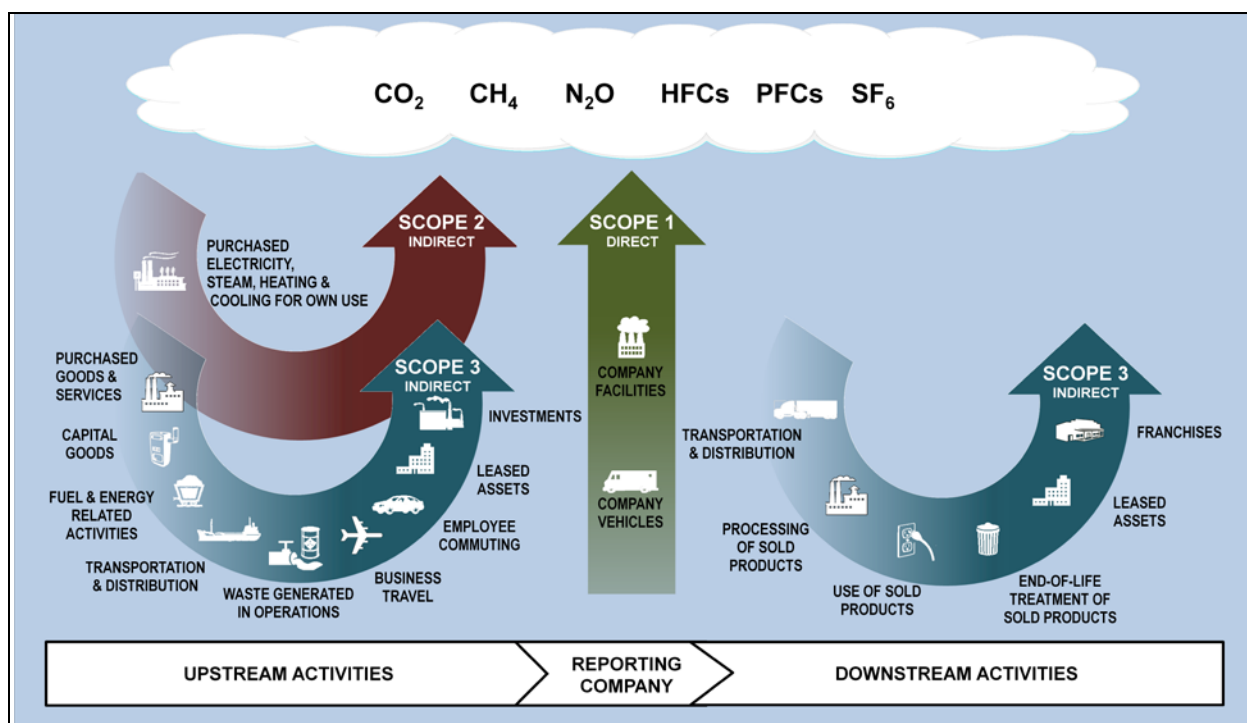 CO2 CH4 N2O HFCs PFCs SF6
SCOPE 2
INDIRECT
PURCHASED
ELECTRICITY,
STEAM, HEATING &
COOLING FOR OWN USE
SCOPE 1
DIRECT
COMPANY
FACILITIES
COMPANY
VEHICLES
SCOPE 3
INDIRECT
PURCHASED
GOODS &
SERVICES
CAPITAL
GOODS
FUEL & ENERGY
RELATED
ACTIVITIES
TRANSPORTATION
& DISTRIBUTION
WASTE GENERATED
IN OPERATIONS
BUSINESS
TRAVEL
EMPLOYEE
COMMUTING
LEASED
ASSETS
INVESTMENTS
SCOPE 3
INDIRECT
TRANSPORTATION
& DISTRIBUTION
PROCESSING
OF SOLD
PRODUCTS
USE OF SOLD
PRODUCTS
END-OF-LIFE
TREATMENT OF
SOLD PRODUCTS
LEASED
ASSETS
FRANCHISES
UPSTREAM ACTIVITIES
REPORTING
COMPANY
DOWNSTREAM ACTIVITIES